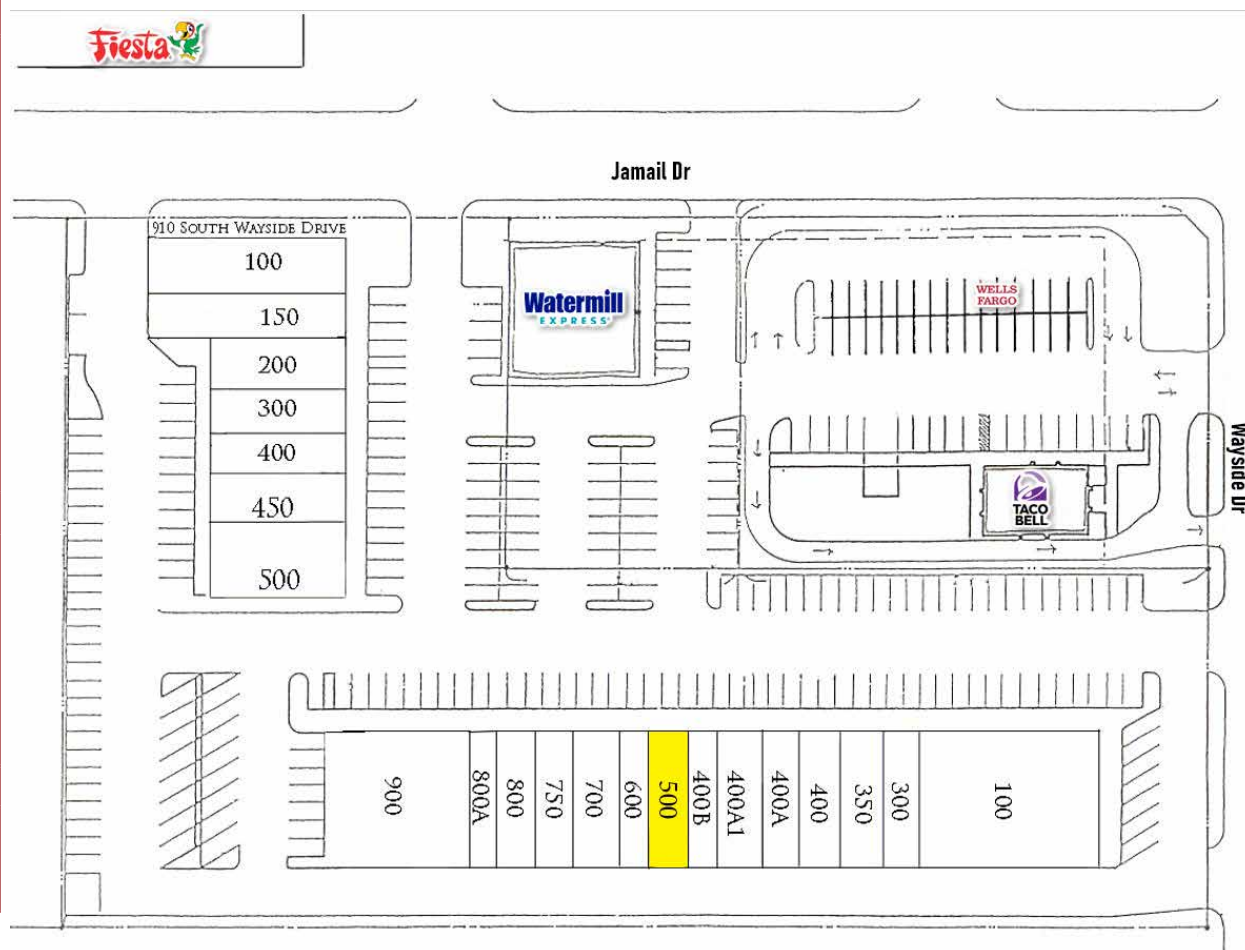 Fiesta
Jamail Dr
910 SOUTH WAYSIDE DRIVE
100
150
200
300
400
450
500
Watermill
EXPRESS
WELLS
FARGO
TACO
BELL
Wayside Dr
900
800A
800
750
700
600
500
400B
400A1
400A
400
350
300
100